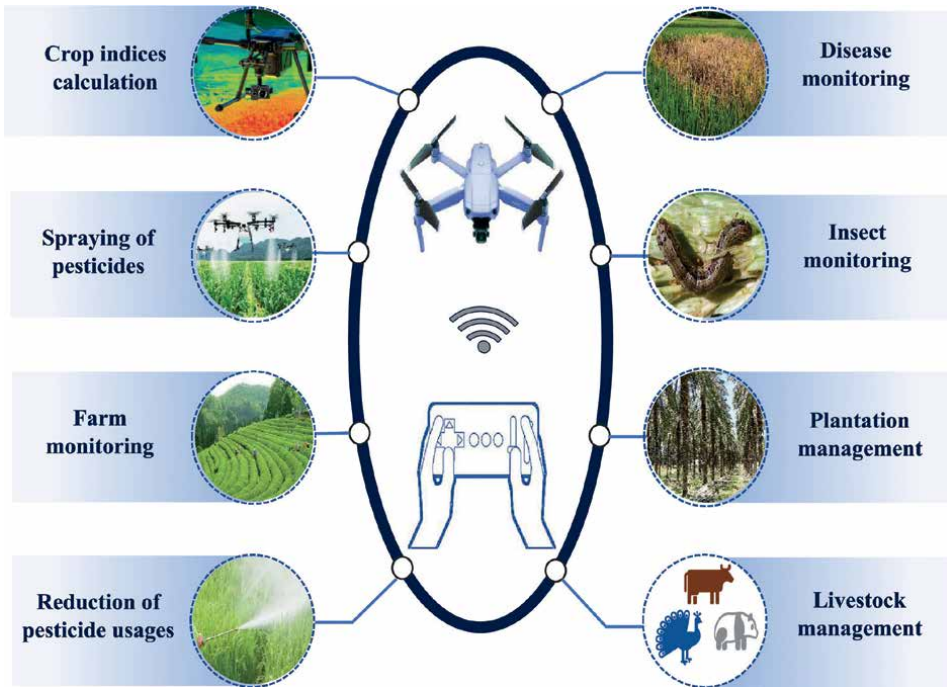 Crop indices
calculation
Disease
monitoring
Spraying of
pesticides
Insect
monitoring
Farm
monitoring
Plantation
management
Reduction of
pesticide usages
Livestock
management